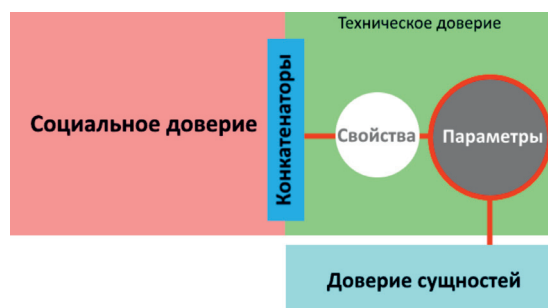 Техническое доверие
Социальное доверие
Конкатенаторы
Свойства
Параметры
Доверие сущностей